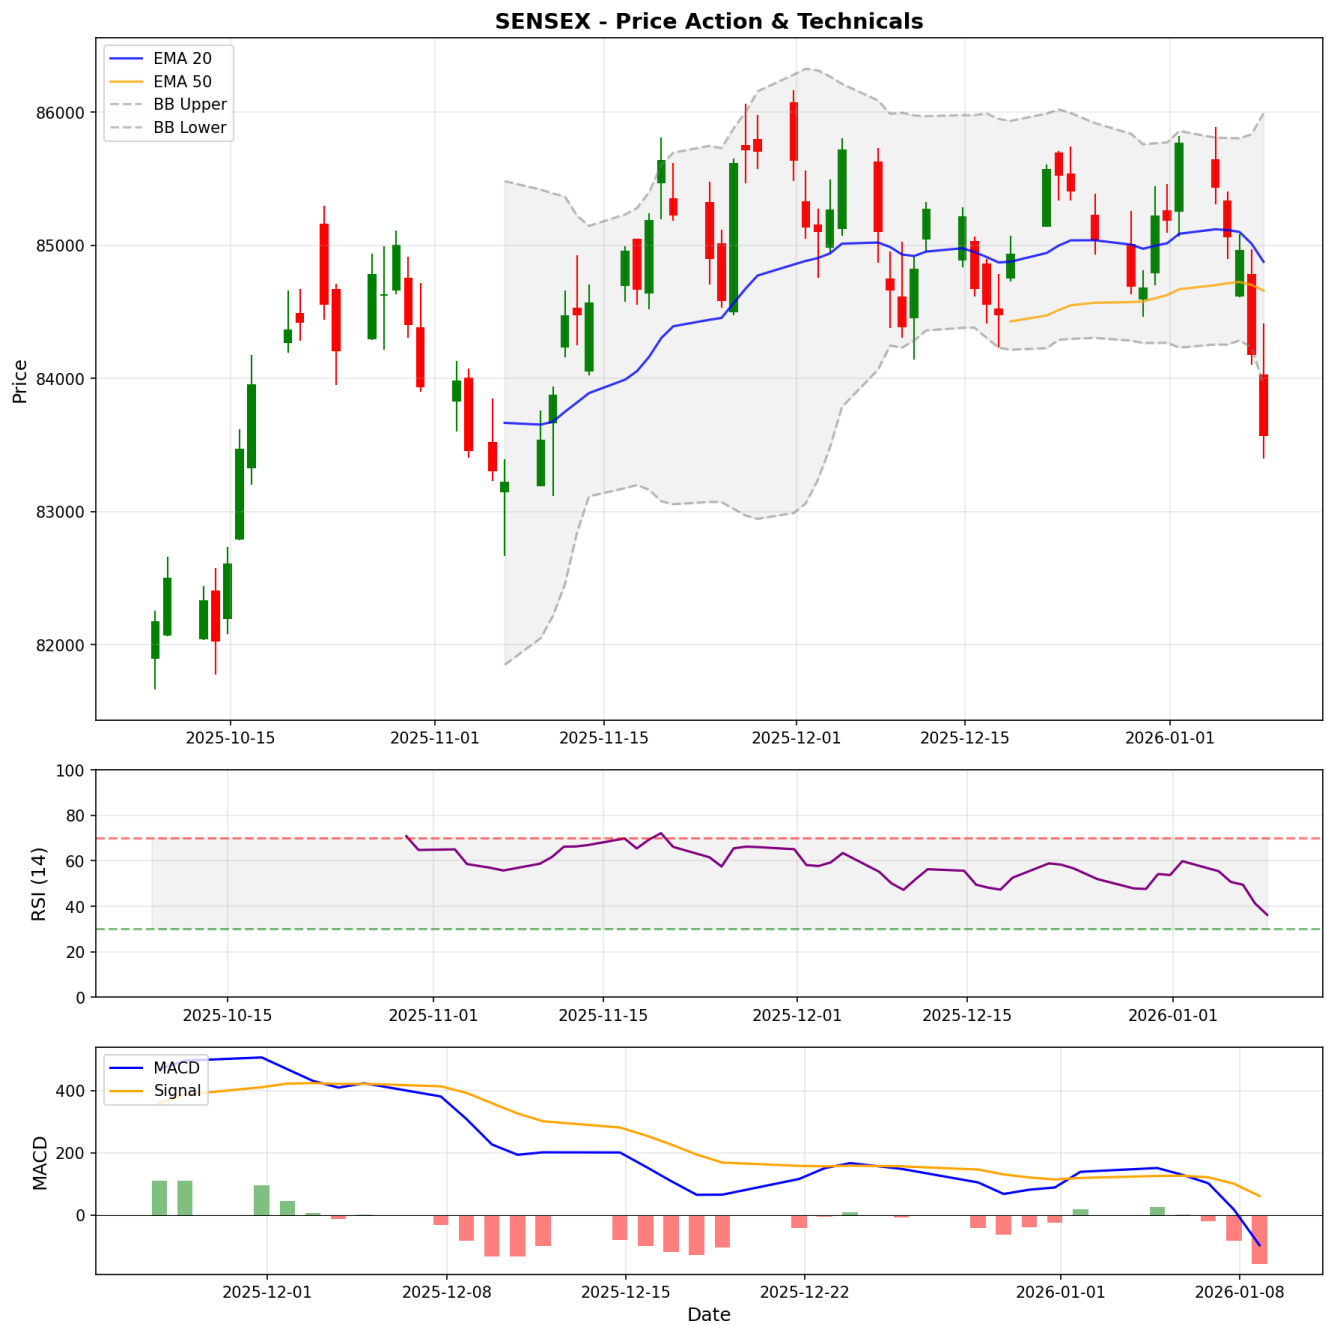 SENSEX - Price Action & Technicals
EMA 20
EMA 50
BB Upper
BB Lower
Price
86000
85000
84000
83000
82000
2025-10-15
2025-11-01
2025-11-15
2025-12-01
2025-12-15
2026-01-01
RSI (14)
100
80
60
40
20
0
2025-10-15
2025-11-01
2025-11-15
2025-12-01
2025-12-15
2026-01-01
MACD
Signal
MACD
400
200
0
2025-12-01
2025-12-08
2025-12-15
2025-12-22
2026-01-01
2026-01-08
Date